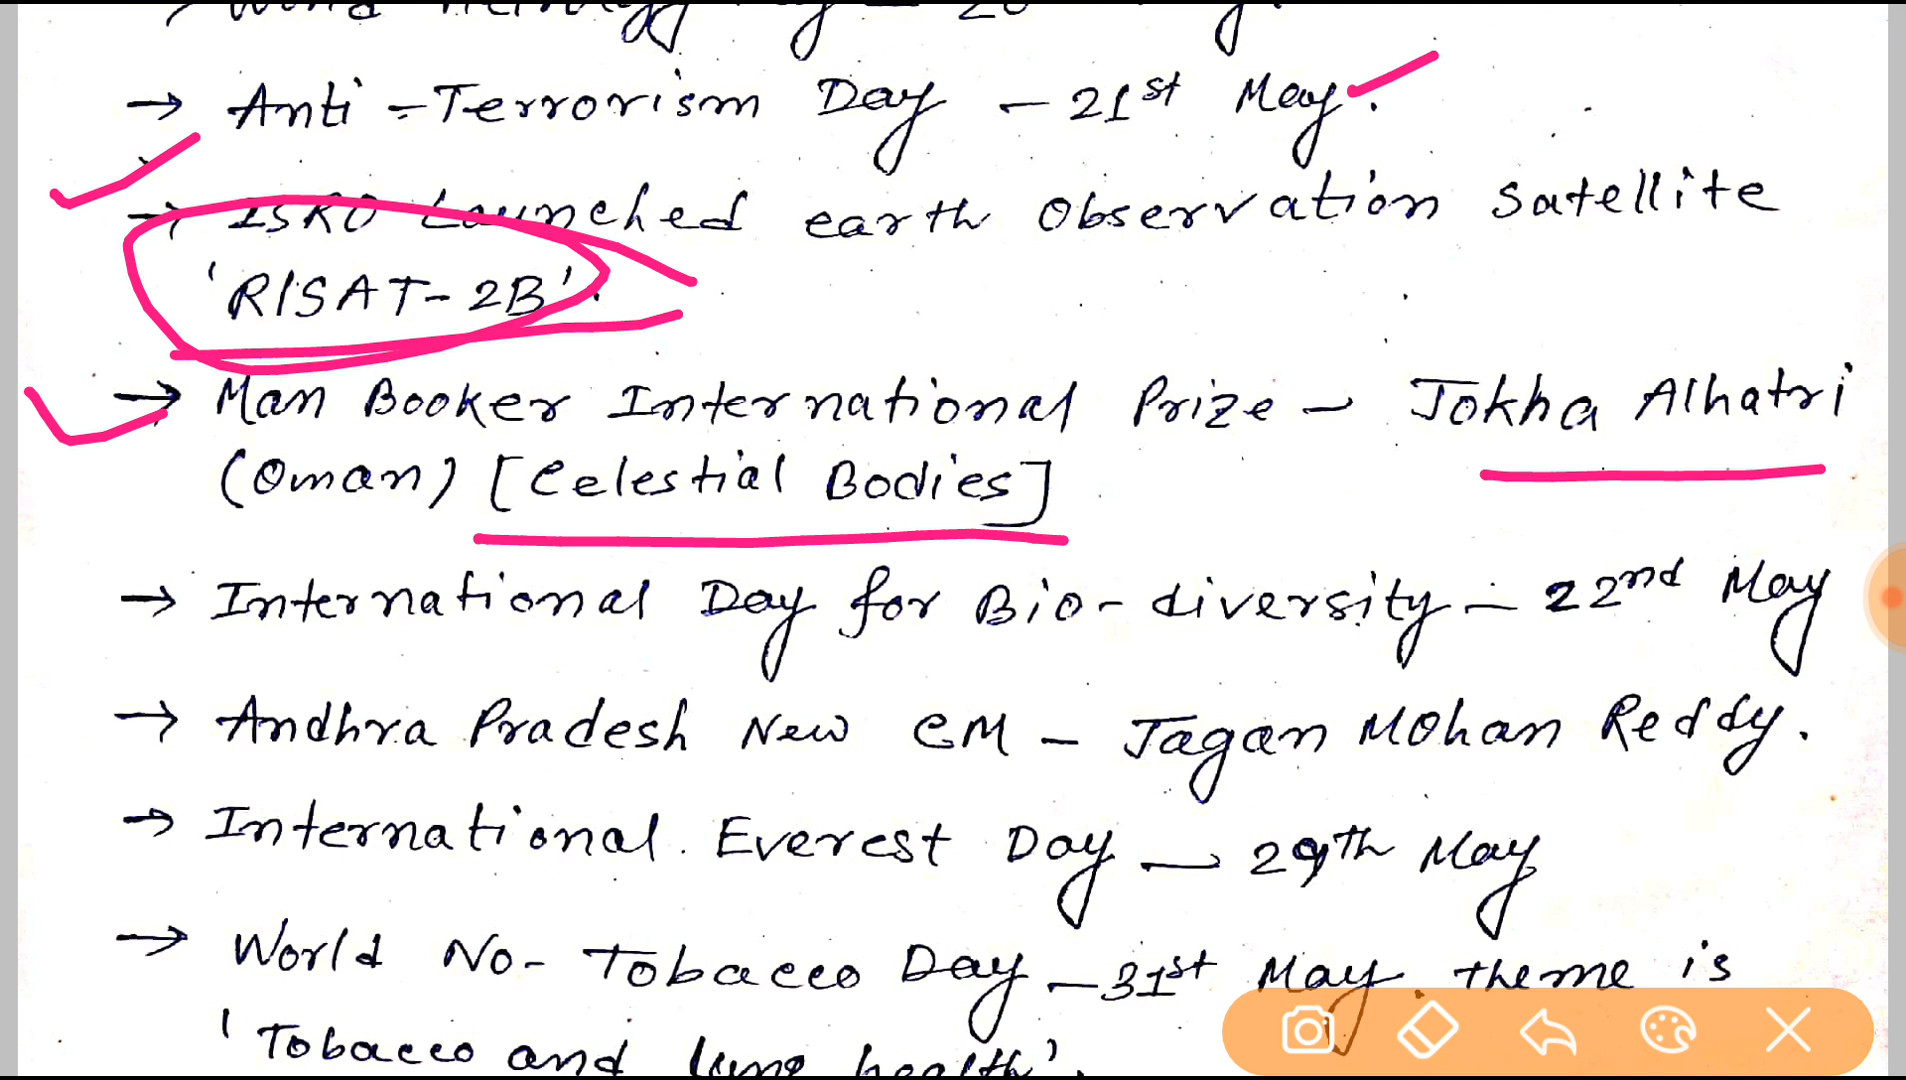 → Anti-Terrorism Day - 21st May.
→ ISRO Launched earth Observation Satellite
'RISAT-2B'.
→ Man Booker International Prize - Jokha Alhatri
(Oman) [Celestial Bodies]
→ International Day for Bio-diversity - 22nd May
→ Andhra Pradesh New CM - Jagan Mohan Reddy.
→ International Everest Day - 29th May
→ World No-Tobacco Day - 31st May. theme is
'Tobacco and lung health'.